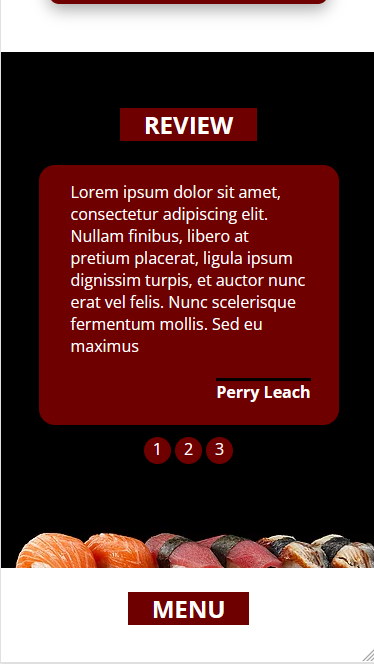 REVIEW
Lorem ipsum dolor sit amet,
consectetur adipiscing elit.
Nullam finibus, libero at
pretium placerat, ligula ipsum
dignissim turpis, et auctor nunc
erat vel felis. Nunc scelerisque
fermentum mollis. Sed eu
maximus
Perry Leach
1 2 3
MENU